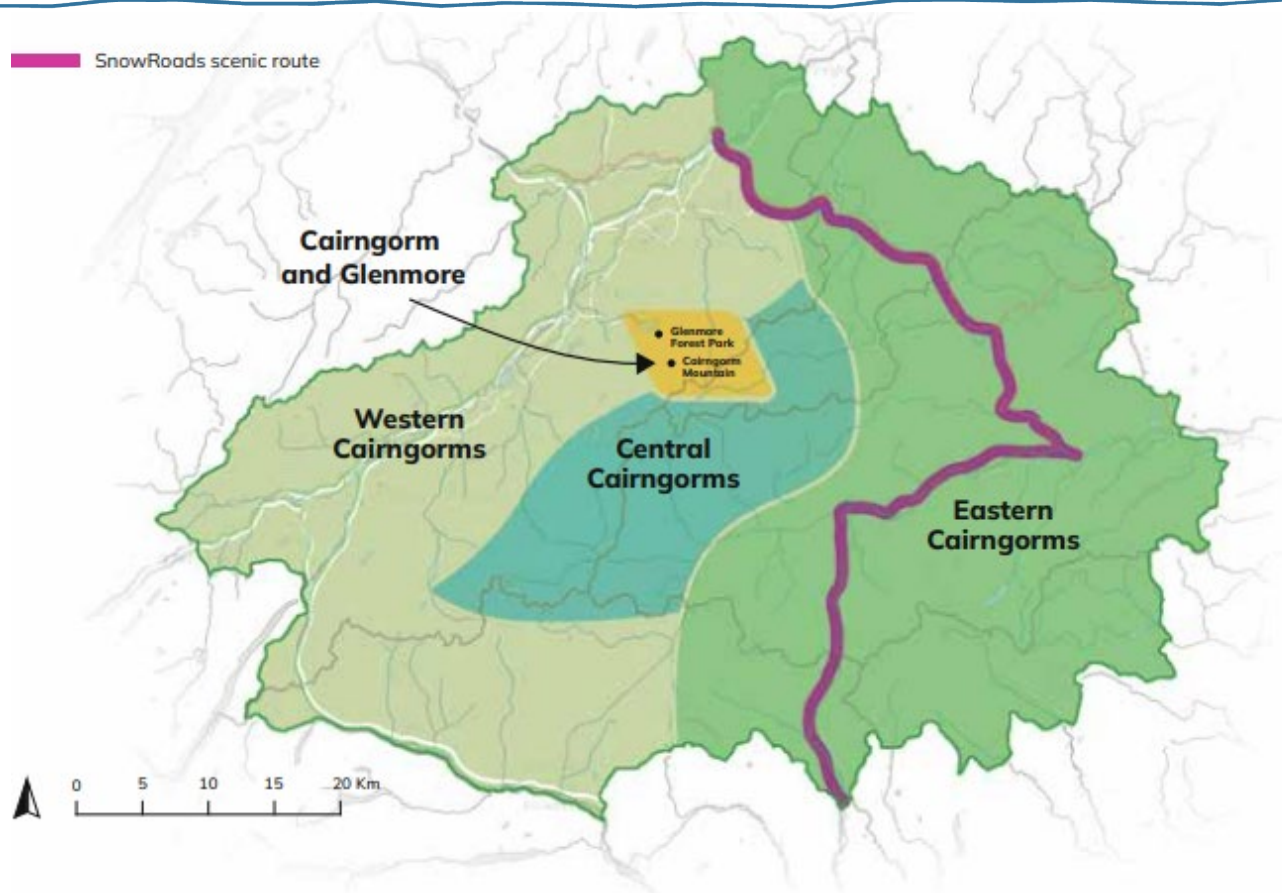 SnowRoads scenic route
Cairngorm
and Glenmore
Glenmore
Forest Park
Cairngorm
Mountain
Western
Cairngorms
Central
Cairngorms
Eastern
Cairngorms
0 5 10 15 20 Km